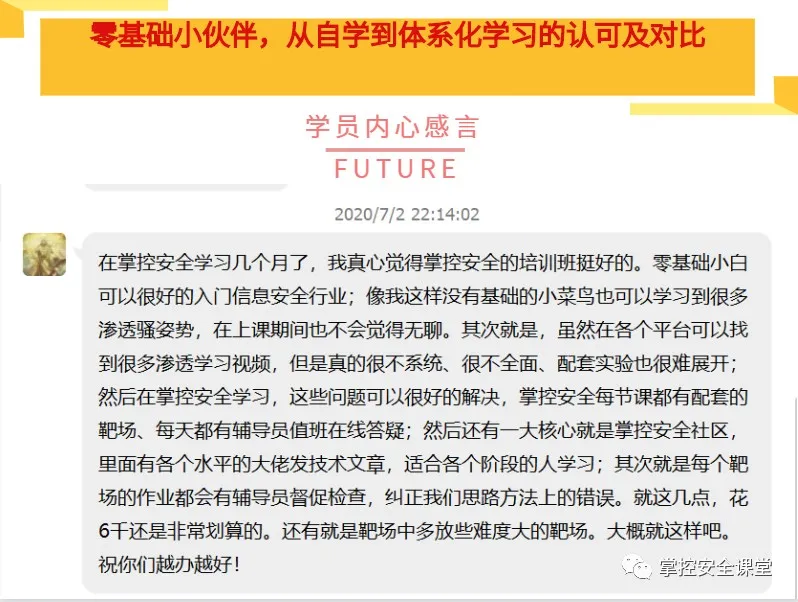 零基础小伙伴，从自学到体系化学习的认可及对比
学员内心感言
FUTURE
2020/7/2 22:14:02
在掌控安全学习几个月了，我真心觉得掌控安全的培训班挺好的。零基础小白
可以很好的入门信息安全行业；像我这样没有基础的小菜鸟也可以学习到很多
渗透骚姿势，在上课期间也不会觉得无聊。其次就是，虽然在各个平台可以找
到很多渗透学习视频，但是真的很不系统、很不全面、配套实验也很难展开；
然后在掌控安全学习，这些问题可以很好的解决，掌控安全每节课都有配套的
靶场、每天都有辅导员值班在线答疑；然后还有一大核心就是掌控安全社区，
里面有各个水平的大佬发技术文章，适合各个阶段的人学习；其次就是每个靶
场的作业都会有辅导员督促检查，纠正我们思路方法上的错误。就这几点，花
6千还是非常划算的。还有就是靶场中多放些难度大的靶场。大概就这样吧。
祝你们越办越好！
掌控安全课堂